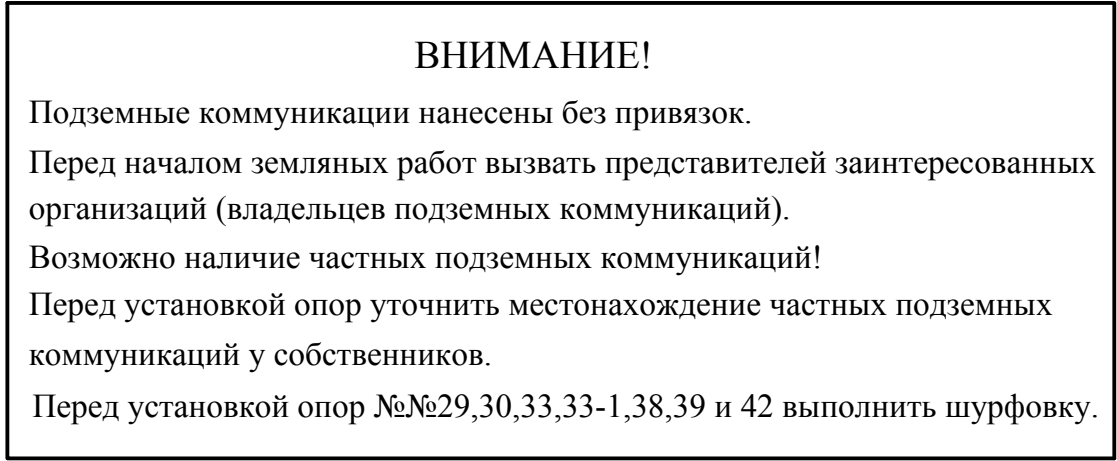 ВНИМАНИЕ!
Подземные коммуникации нанесены без привязок.
Перед началом земляных работ вызвать представителей заинтересованных
организаций (владельцев подземных коммуникаций).
Возможно наличие частных подземных коммуникаций!
Перед установкой опор уточнить местонахождение частных подземных
коммуникаций у собственников.
Перед установкой опор №№29,30,33,33-1,38,39 и 42 выполнить шурфовку.